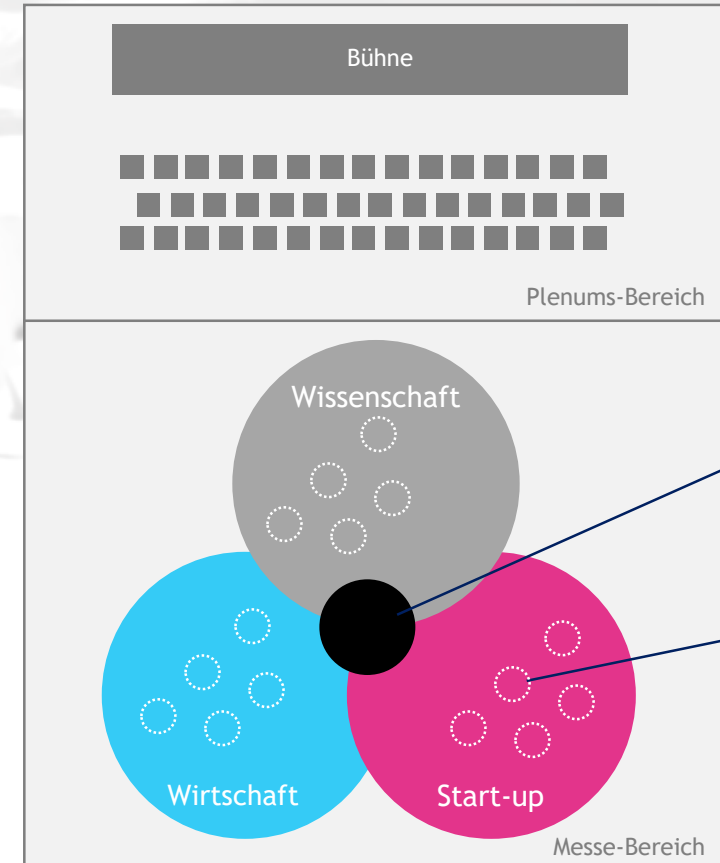 Bühne
Plenums-Bereich
Wissenschaft
Wirtschaft
Start-up
Messe-Bereich